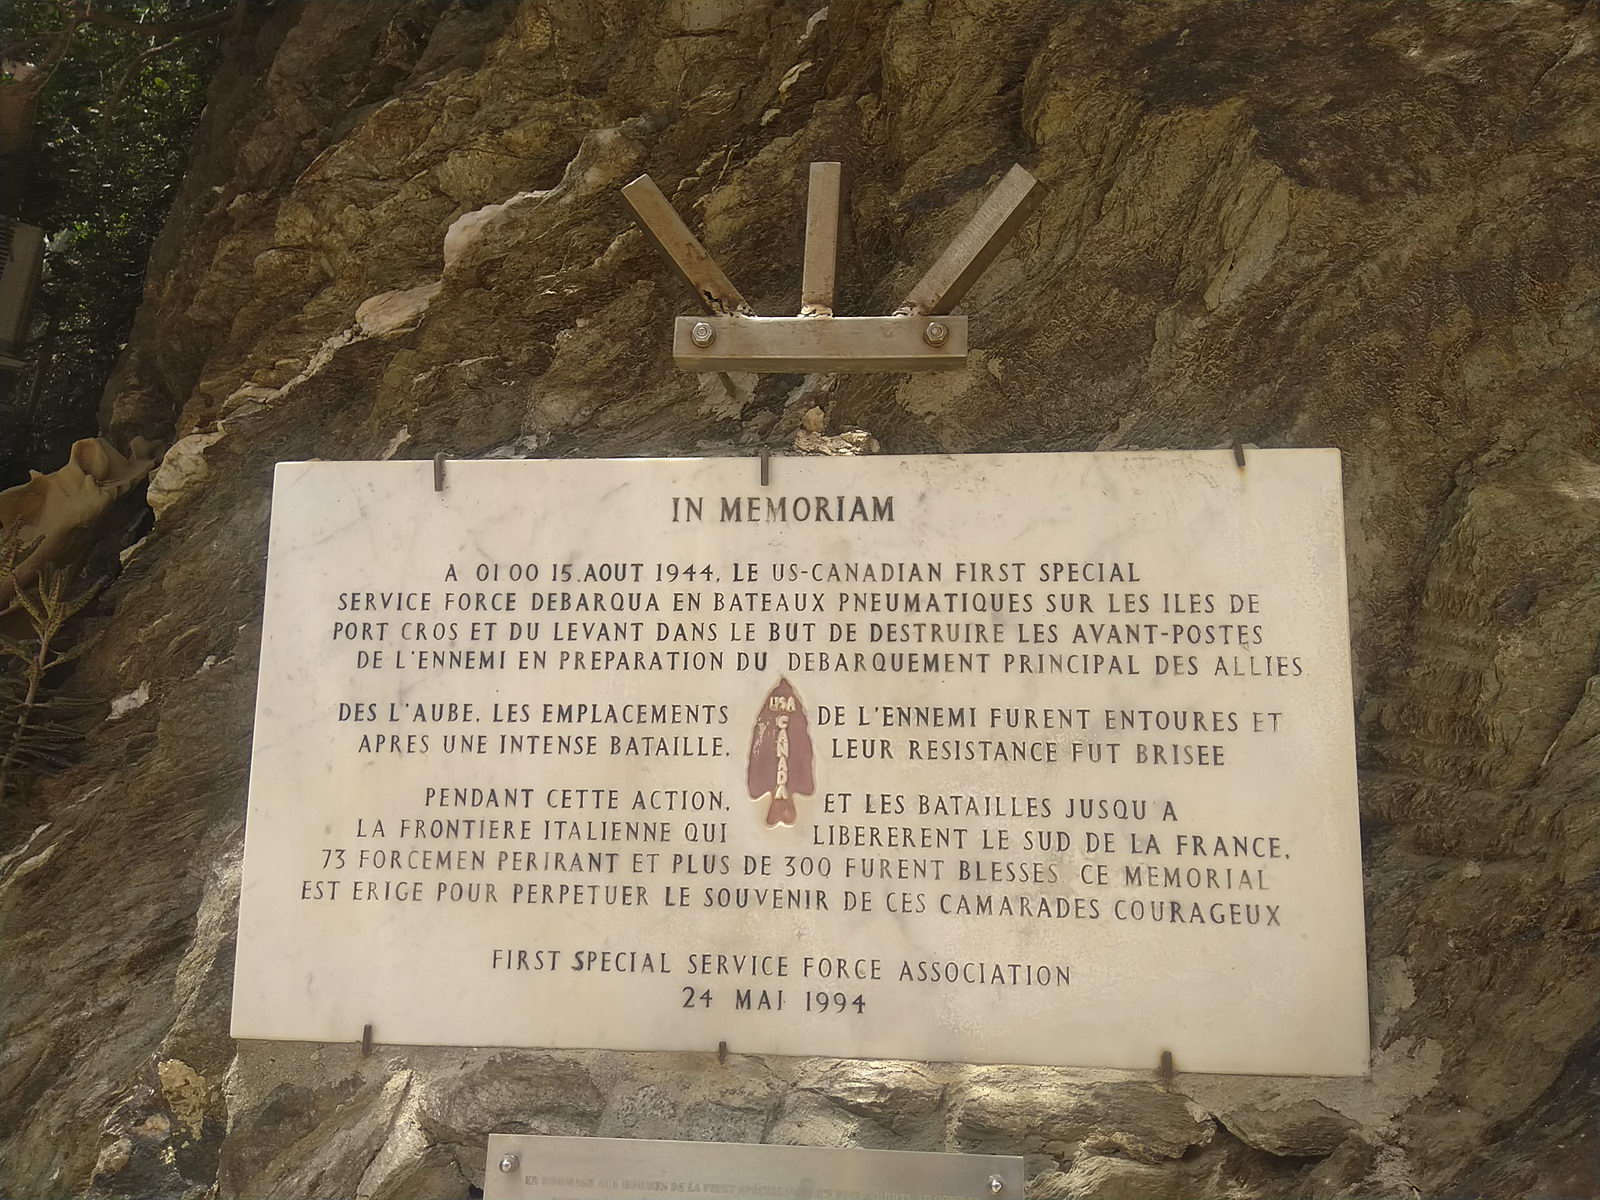 IN MEMORIAM
A 01 00 15.AOUT 1944, LE US-CANADIAN FIRST SPECIAL
SERVICE FORCE DEBARQUA EN BATEAUX PNEUMATIQUES SUR LES ILES DE
PORT CROS ET DU LEVANT DANS LE BUT DE DESTRUIRE LES AVANT-POSTES
DE L'ENNEMI EN PREPARATION DU DEBARQUEMENT PRINCIPAL DES ALLIES.
DES L'AUBE, LES EMPLACEMENTS DE L'ENNEMI FURENT ENTOURES ET
APRES UNE INTENSE BATAILLE, LEUR RESISTANCE FUT BRISEE
USA
CANADA
PENDANT CETTE ACTION, ET LES BATAILLES JUSQU'A
LA FRONTIERE ITALIENNE QUI LIBERERENT LE SUD DE LA FRANCE,
73 FORCEMEN PERIRANT ET PLUS DE 300 FURENT BLESSES. CE MEMORIAL
EST ERIGE POUR PERPETUER LE SOUVENIR DE CES CAMARADES COURAGEUX
FIRST SPECIAL SERVICE FORCE ASSOCIATION
24 MAI 1994
DE LA FIRST SPECIAL